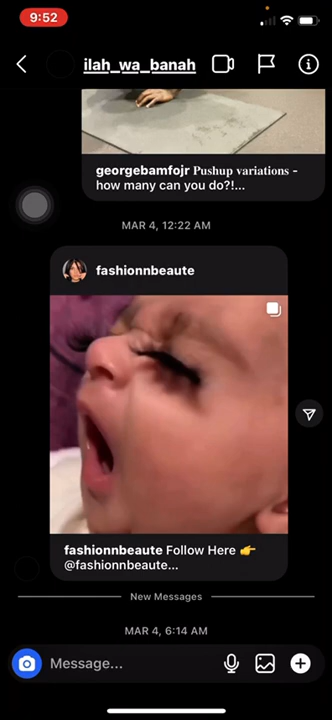 9:52
ilah_wa_banah
georgebamfojr Pushup variations -
how many can you do?!...
MAR 4, 12:22 AM
fashionnbeaute
fashionnbeaute Follow Here 👉
@fashionnbeaute...
New Messages
MAR 4, 6:14 AM
Message...